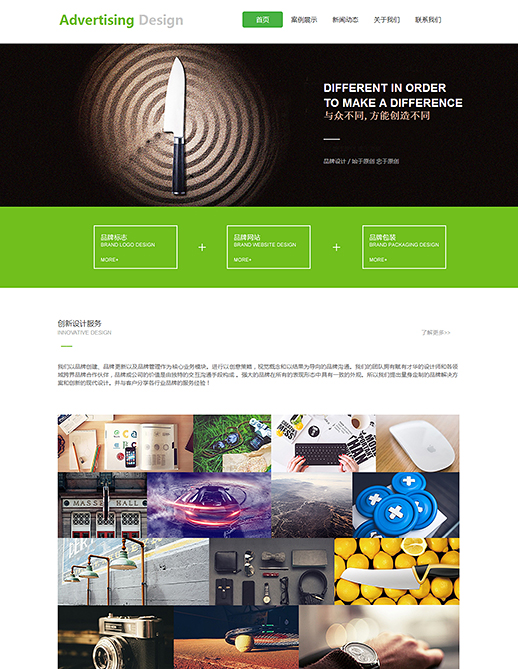 Advertising Design
首页 案例展示 新闻动态 关于我们 联系我们
DIFFERENT IN ORDER
TO MAKE A DIFFERENCE
与众不同,方能创造不同
品牌设计 / 始于原创 忠于原创
品牌标志
BRAND LOGO DESIGN
MORE+
+
品牌网站
BRAND WEBSITE DESIGN
MORE+
+
品牌包装
BRAND PACKAGING DESIGN
MORE+
创新设计服务
INNOVATIVE DESIGN
了解更多>>
我们以品牌创建、品牌更新以及品牌管理作为核心业务模块。进行以创意策略，视觉概念和以结果为导向的品牌沟通。我们的团队拥有赋有才华的设计师和各领
域跨界品牌合作伙伴，品牌或公司的价值是由独特的交互沟通手段构成 。强大的品牌在所有的表现形态中具有一致的外观。所以我们提出量身定制的品牌解决方
案和创新的现代设计。并与客户分享各行业品牌的服务经验！
MASSEY HALL